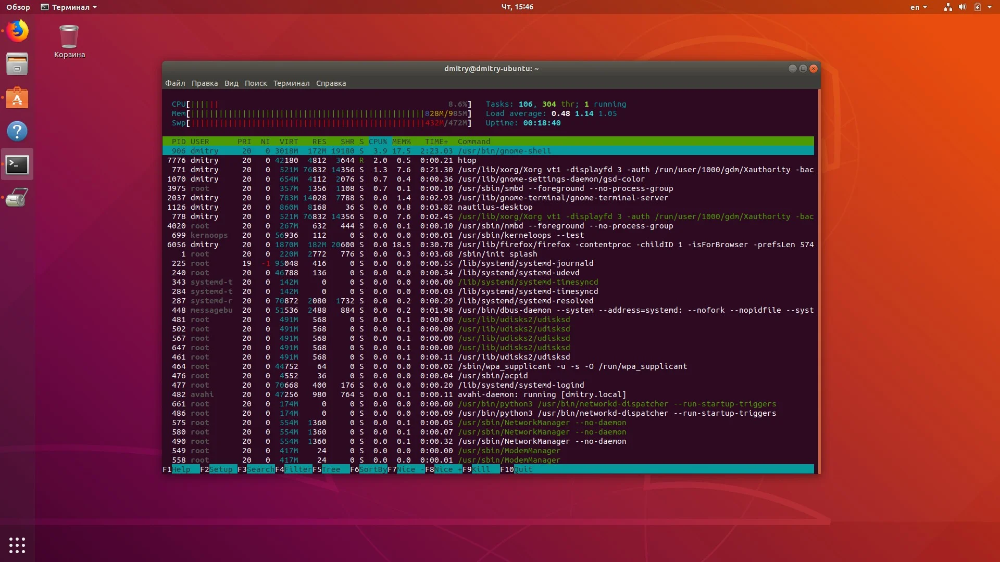 Обзор Терминал Чт, 15:46 en
Корзина
dmitry@dmitry-ubuntu: ~
Файл Правка Вид Поиск Терминал Справка
CPU[|||||| 8.6%] Tasks: 106, 304 thr; 1 running
Mem[||||||||||||||||||||||||||||||||||||||||||||||||||828M/985M] Load average: 0.48 1.14 1.05
Swp[||||||||||||||||||||||||||||||||||||||||||||||||||432M/472M] Uptime: 00:18:40
PID USER PRI NI VIRT RES SHR S CPU% MEM% TIME+ Command
906 dmitry 20 0 3018M 172M 19180 S 3.9 17.5 2:23.03 /usr/bin/gnome-shell
7776 dmitry 20 0 42180 4812 3644 R 2.0 0.5 0:00.21 htop
771 dmitry 20 0 521M 76832 14356 S 1.3 7.6 0:21.30 /usr/lib/xorg/Xorg vt1 -displayfd 3 -auth /run/user/1000/gdm/Xauthority -bac
1070 dmitry 20 0 654M 4112 2076 S 0.7 0.4 0:00.36 /usr/lib/gnome-settings-daemon/gsd-color
3975 root 20 0 357M 1356 1108 S 0.7 0.1 0:00.10 /usr/sbin/smbd --foreground --no-process-group
2037 dmitry 20 0 783M 14028 7788 S 0.0 1.4 0:02.93 /usr/lib/gnome-terminal/gnome-terminal-server
1126 dmitry 20 0 860M 8168 36 S 0.0 0.8 0:03.82 nautilus-desktop
778 dmitry 20 0 521M 76832 14356 S 0.0 7.6 0:02.45 /usr/lib/xorg/Xorg vt1 -displayfd 3 -auth /run/user/1000/gdm/Xauthority -bac
4020 root 20 0 267M 632 444 S 0.0 0.1 0:00.10 /usr/sbin/nmbd --foreground --no-process-group
699 kernoops 20 0 56936 112 0 S 0.0 0.0 0:00.01 /usr/sbin/kerneloops --test
6056 dmitry 20 0 1870M 182M 20600 S 0.0 18.5 0:30.78 /usr/lib/firefox/firefox -contentproc -childID 1 -isForBrowser -prefsLen 574
1 root 20 0 220M 2772 776 S 0.0 0.3 0:03.68 /sbin/init splash
225 root 19 -1 95048 416 0 S 0.0 0.0 0:00.55 /lib/systemd/systemd-journald
240 root 20 0 46788 136 0 S 0.0 0.0 0:00.34 /lib/systemd/systemd-udevd
343 systemd-t 20 0 142M 0 0 S 0.0 0.0 0:00.00 /lib/systemd/systemd-timesyncd
284 systemd-t 20 0 142M 0 0 S 0.0 0.0 0:00.03 /lib/systemd/systemd-timesyncd
287 systemd-r 20 0 70872 2080 1732 S 0.0 0.2 0:00.29 /lib/systemd/systemd-resolved
448 messagebu 20 0 51536 2488 884 S 0.0 0.2 0:01.98 /usr/bin/dbus-daemon --system --address=systemd: --nofork --nopidfile --syst
481 root 20 0 491M 568 0 S 0.0 0.1 0:00.00 /usr/lib/udisks2/udisksd
502 root 20 0 491M 568 0 S 0.0 0.1 0:00.00 /usr/lib/udisks2/udisksd
567 root 20 0 491M 568 0 S 0.0 0.1 0:00.00 /usr/lib/udisks2/udisksd
647 root 20 0 491M 568 0 S 0.0 0.1 0:00.00 /usr/lib/udisks2/udisksd
461 root 20 0 491M 568 0 S 0.0 0.1 0:00.11 /usr/lib/udisks2/udisksd
464 root 20 0 44752 64 0 S 0.0 0.0 0:00.02 /sbin/wpa_supplicant -u -s -O /run/wpa_supplicant
476 root 20 0 4552 36 0 S 0.0 0.0 0:00.04 /usr/sbin/acpid
477 root 20 0 70668 400 176 S 0.0 0.0 0:00.20 /lib/systemd/systemd-logind
482 avahi 20 0 47256 980 764 S 0.0 0.1 0:00.11 avahi-daemon: running [dmitry.local]
661 root 20 0 174M 0 0 S 0.0 0.0 0:00.00 /usr/bin/python3 /usr/bin/networkd-dispatcher --run-startup-triggers
486 root 20 0 174M 0 0 S 0.0 0.0 0:00.09 /usr/bin/python3 /usr/bin/networkd-dispatcher --run-startup-triggers
575 root 20 0 554M 1360 0 S 0.0 0.1 0:00.05 /usr/sbin/NetworkManager --no-daemon
580 root 20 0 554M 1360 0 S 0.0 0.1 0:00.07 /usr/sbin/NetworkManager --no-daemon
490 root 20 0 554M 1360 0 S 0.0 0.1 0:00.32 /usr/sbin/NetworkManager --no-daemon
549 root 20 0 417M 24 0 S 0.0 0.0 0:00.00 /usr/sbin/ModemManager
558 root 20 0 417M 24 0 S 0.0 0.0 0:00.01 /usr/sbin/ModemManager
F1Help F2Setup F3SearchF4FilterF5Tree F6SortByF7Nice -F8Nice +F9Kill F10Quit